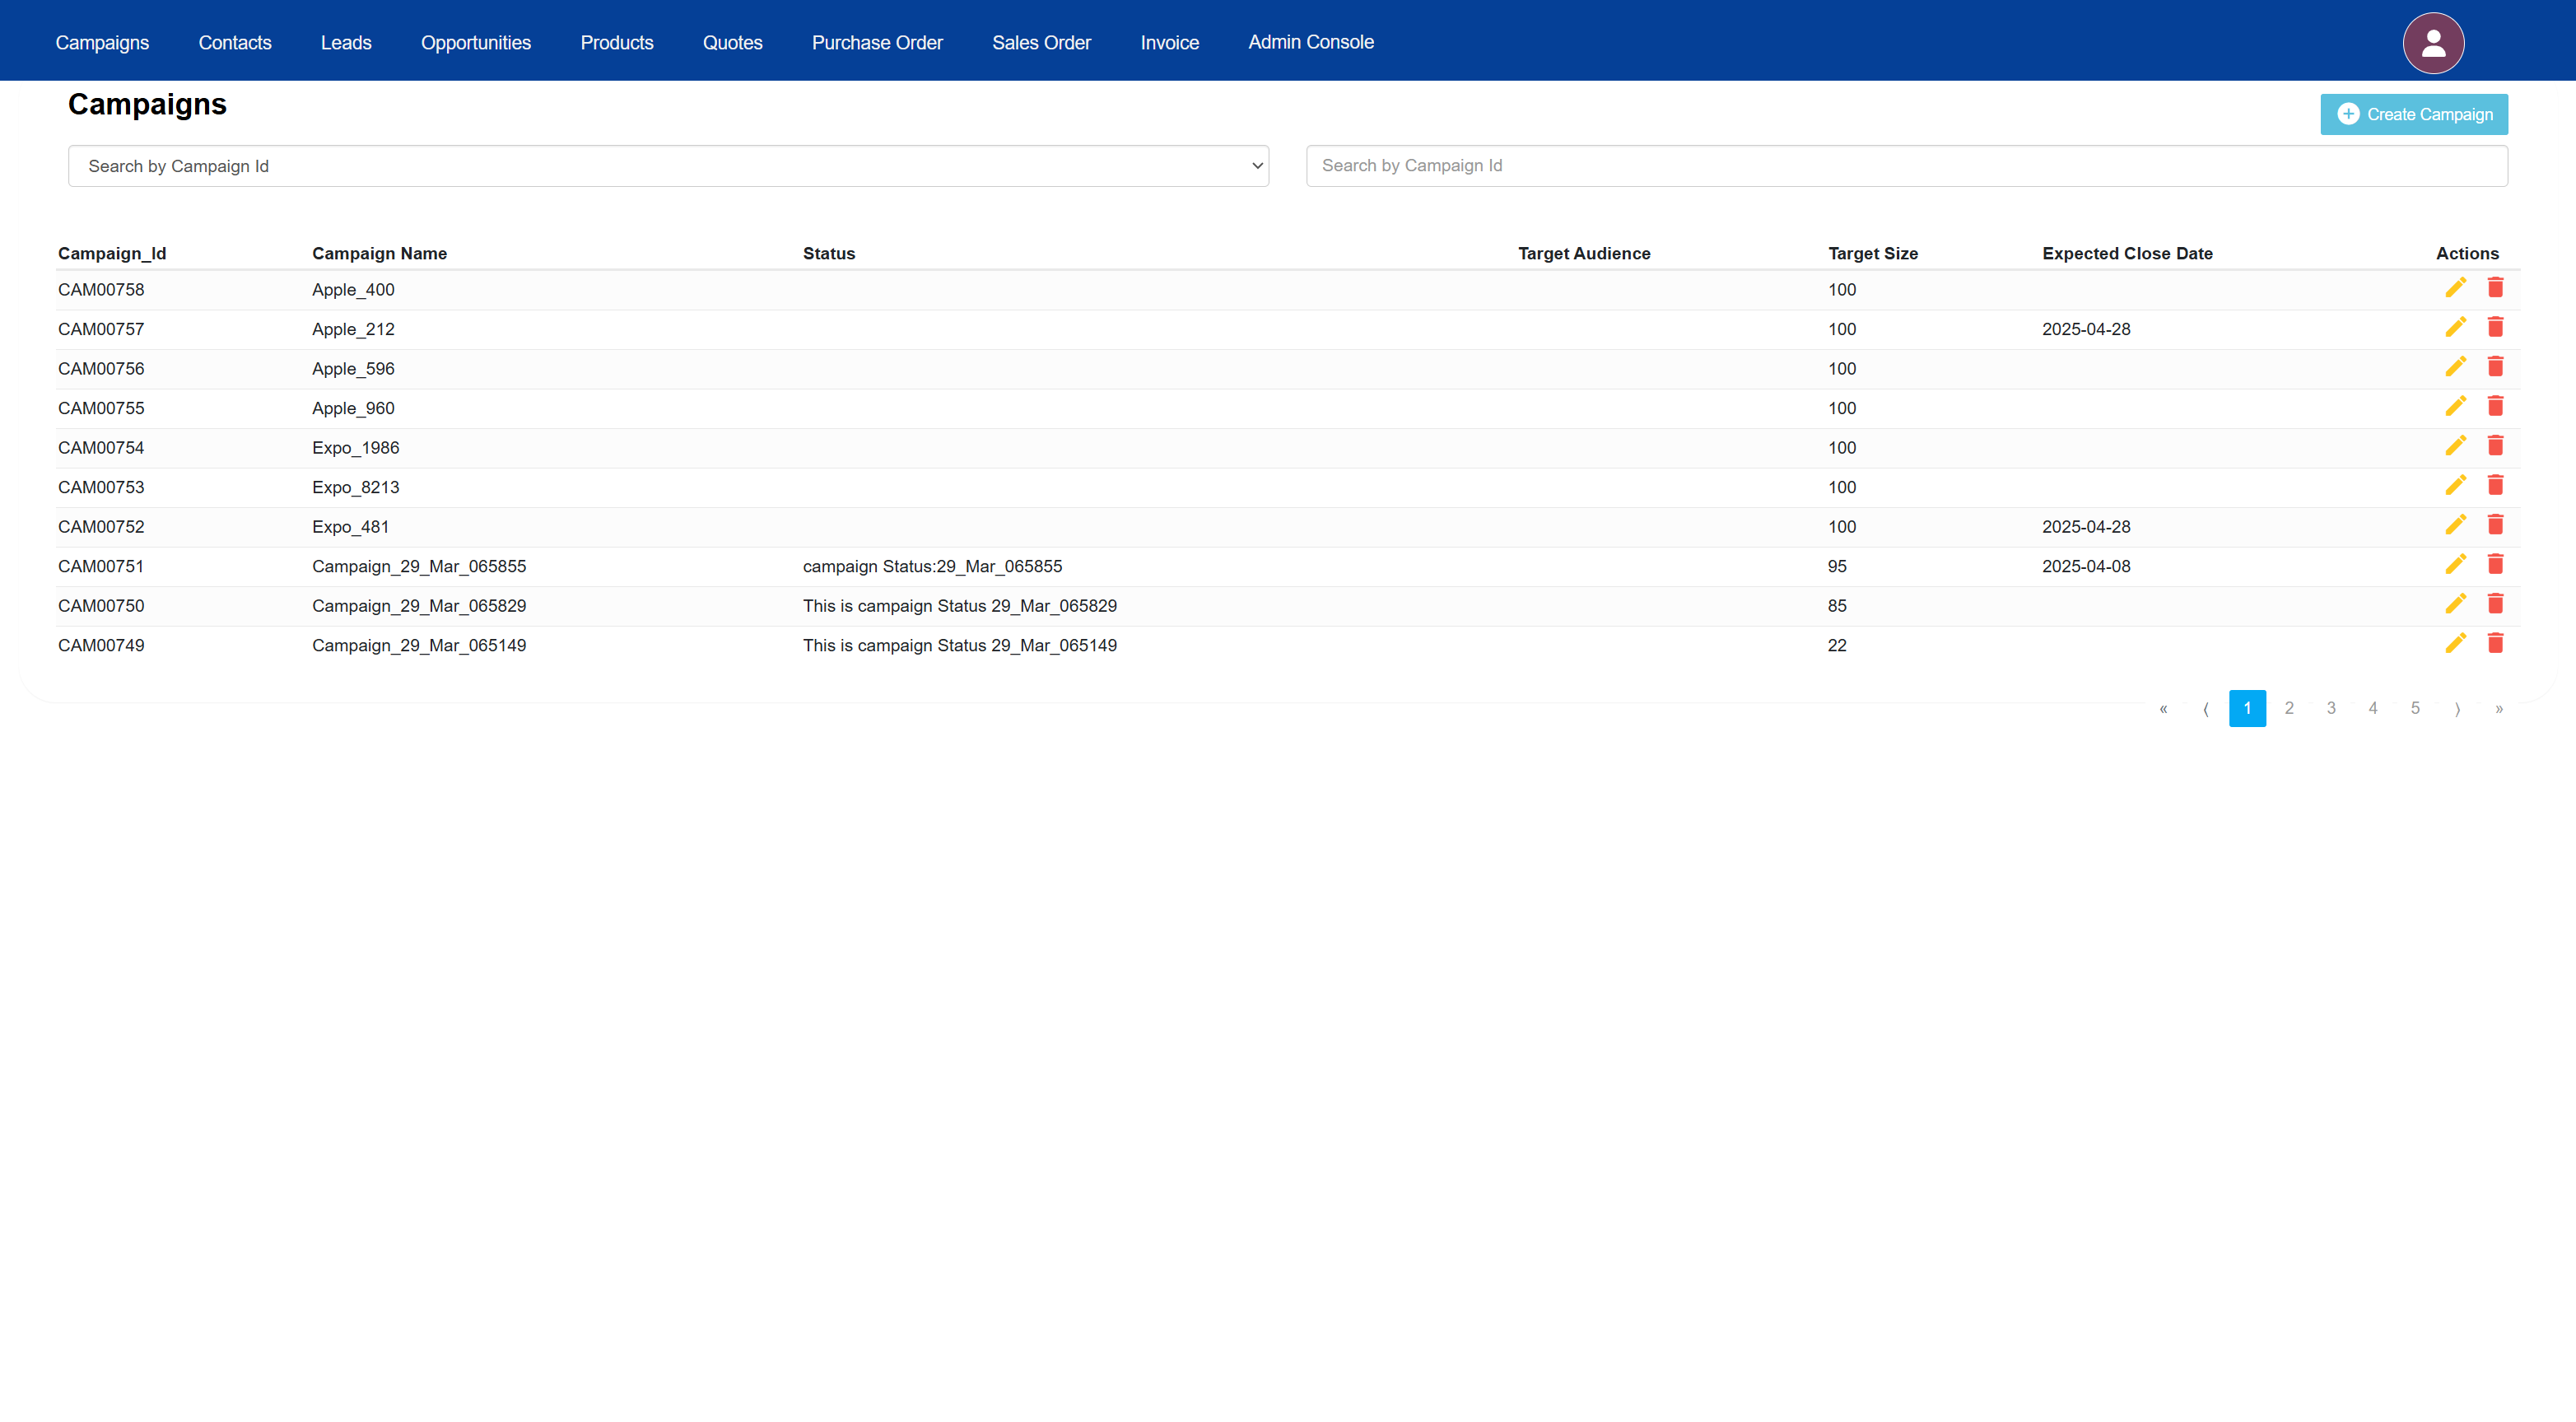 Campaigns Contacts Leads Opportunities Products Quotes Purchase Order Sales Order Invoice Admin Console
Campaigns
Create Campaign
Search by Campaign Id Search by Campaign Id
Campaign_Id Campaign Name Status Target Audience Target Size Expected Close Date Actions
CAM00758 Apple_400 100
CAM00757 Apple_212 100 2025-04-28
CAM00756 Apple_596 100
CAM00755 Apple_960 100
CAM00754 Expo_1986 100
CAM00753 Expo_8213 100
CAM00752 Expo_481 100 2025-04-28
CAM00751 Campaign_29_Mar_065855 campaign Status:29_Mar_065855 95 2025-04-08
CAM00750 Campaign_29_Mar_065829 This is campaign Status 29_Mar_065829 85
CAM00749 Campaign_29_Mar_065149 This is campaign Status 29_Mar_065149 22
« ⟨ 1 2 3 4 5 ⟩ »